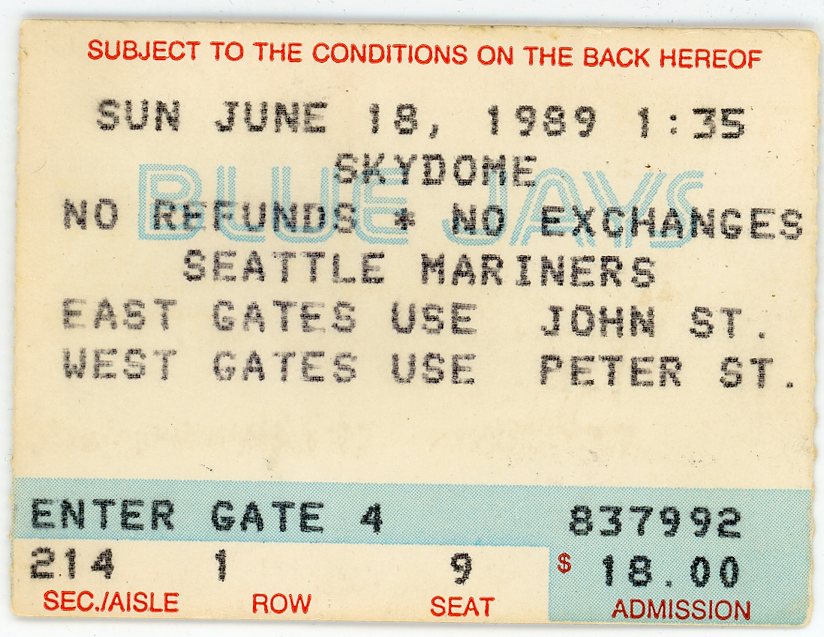 SUBJECT TO THE CONDITIONS ON THE BACK HEREOF
SUN JUNE 18, 1989 1:35
SKYDOME
BLUE JAYS
NO REFUNDS * NO EXCHANGES
SEATTLE MARINERS
EAST GATES USE JOHN ST.
WEST GATES USE PETER ST.
ENTER GATE 4 837992
214 1 9 $ 18.00
SEC./AISLE ROW SEAT ADMISSION